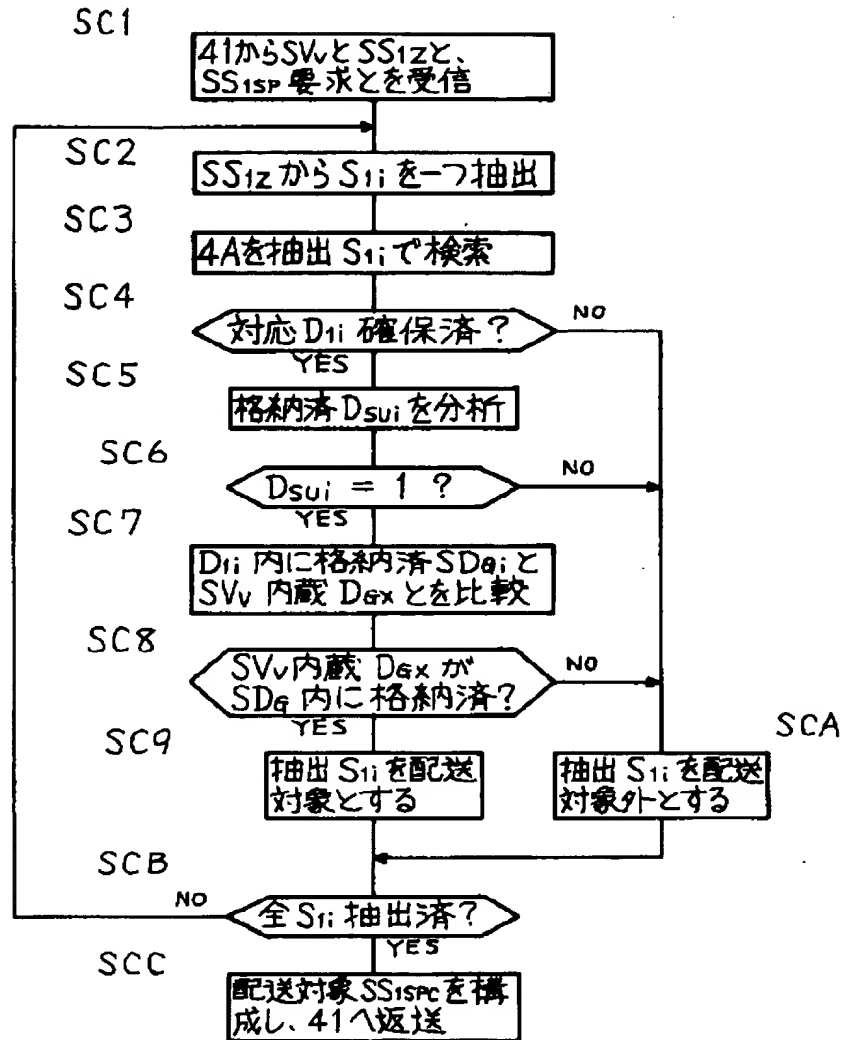 SC1
41からSVvとSS1Zと、
SS1SP要求とを受信
SC2
SS1ZからS1iを一つ抽出
SC3
4Aを抽出S1iで検索
SC4
対応D1i確保済?
NO
YES
SC5
格納済DSUiを分析
SC6
DSUi = 1 ?
NO
YES
SC7
D1i内に格納済SDGiと
SVv内蔵DGXとを比較
SC8
SVv内蔵DGXが
SDG内に格納済?
NO
YES
SC9
抽出S1iを配送
対象とする
SCA
抽出S1iを配送
対象外とする
SCB
NO
全S1i抽出済?
YES
SCC
配送対象SS1SPCを構
成し、41へ返送